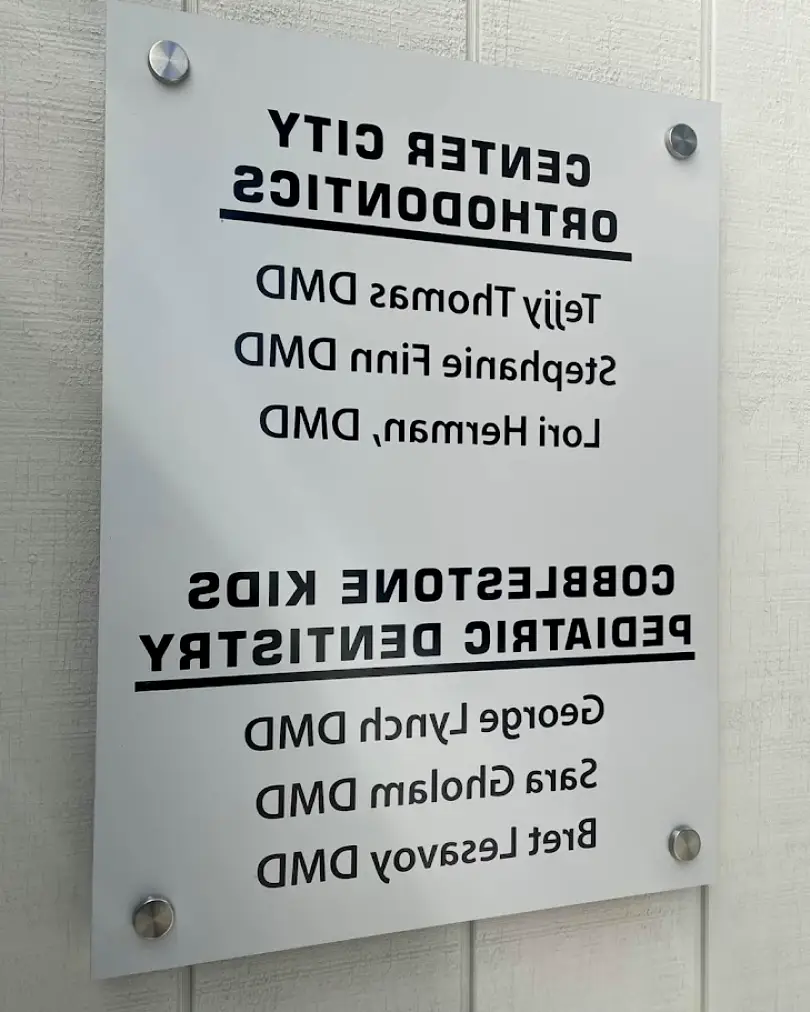 CENTER CITY
ORTHODONTICS
Tejjy Thomas DMD
Stephanie Finn DMD
Lori Herman, DMD
COBBLESTONE KIDS
PEDIATRIC DENTISTRY
George Lynch DMD
Sara Gholam DMD
Bret Lesavoy DMD